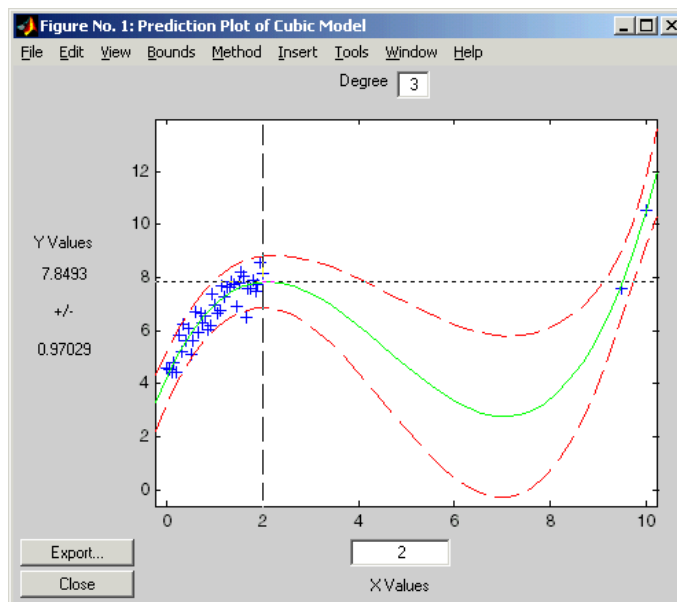 Figure No. 1: Prediction Plot of Cubic Model
File Edit View Bounds Method Insert Tools Window Help
Degree 3
12
10
8
6
4
2
0
Y Values
7.8493
+/-
0.97029
0 2 4 6 8 10
Export...
2
Close
X Values